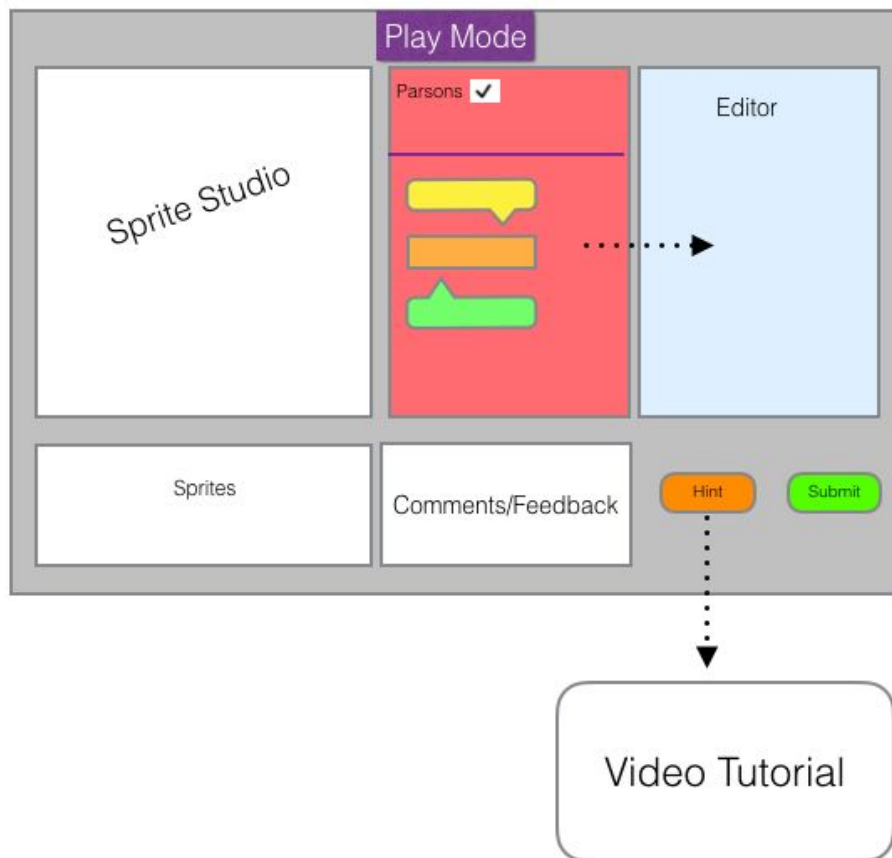 Play Mode
Parsons
Editor
Sprite Studio
Sprites
Comments/Feedback
Hint
Submit
Video Tutorial